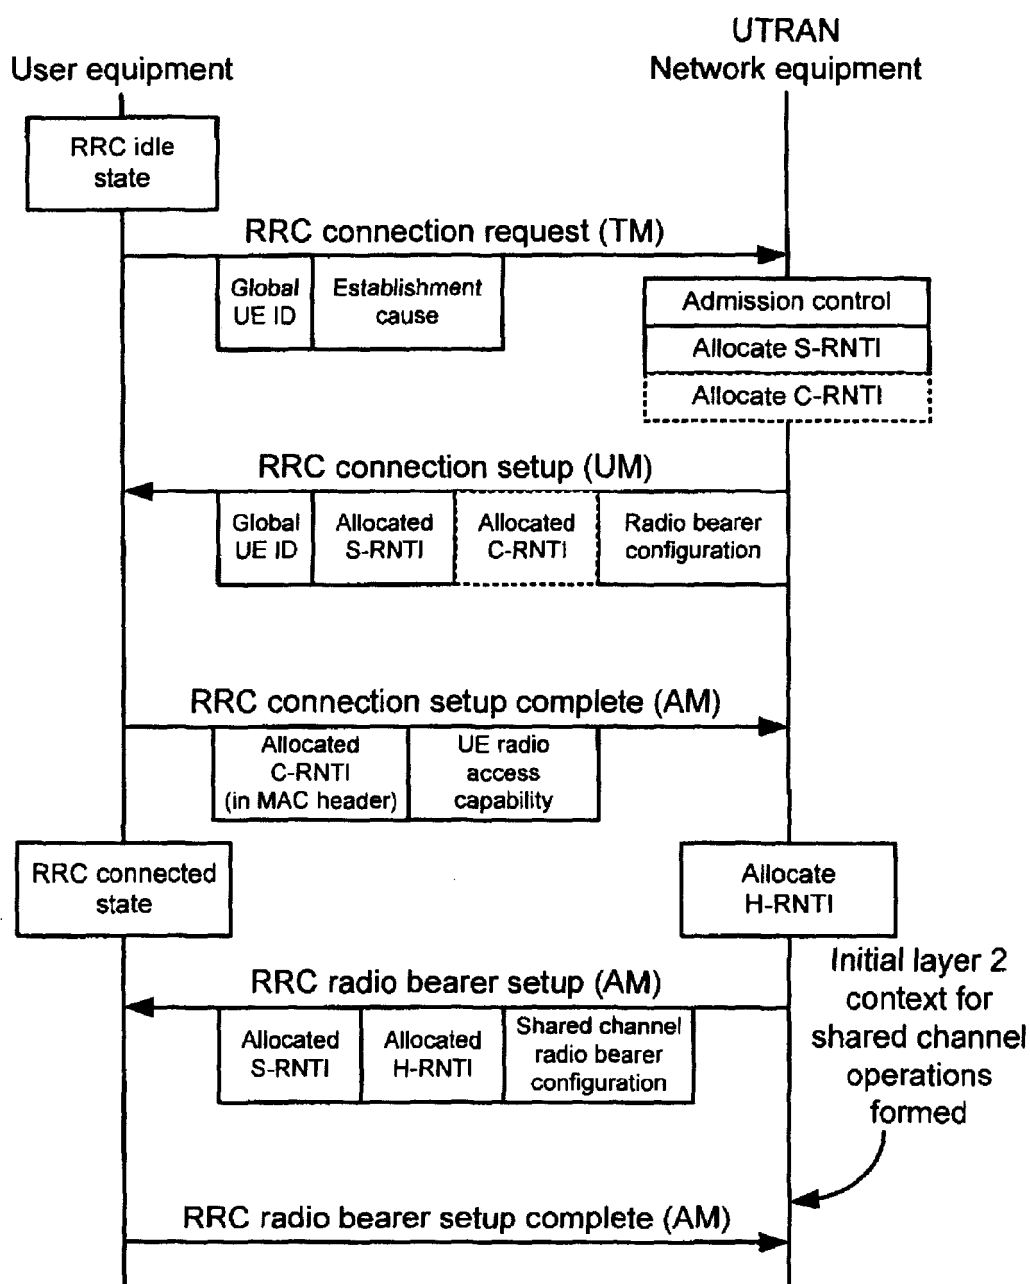 UTRAN
User equipment
Network equipment
RRC idle
state
RRC connection request (TM)
Global
UE ID
Establishment
cause
Admission control
Allocate S-RNTI
Allocate C-RNTI
RRC connection setup (UM)
Global
UE ID
Allocated
S-RNTI
Allocated
C-RNTI
Radio bearer
configuration
RRC connection setup complete (AM)
Allocated
C-RNTI
(in MAC header)
UE radio
access
capability
RRC connected
state
Allocate
H-RNTI
Initial layer 2
context for
shared channel
operations
formed
RRC radio bearer setup (AM)
Allocated
S-RNTI
Allocated
H-RNTI
Shared channel
radio bearer
configuration
RRC radio bearer setup complete (AM)